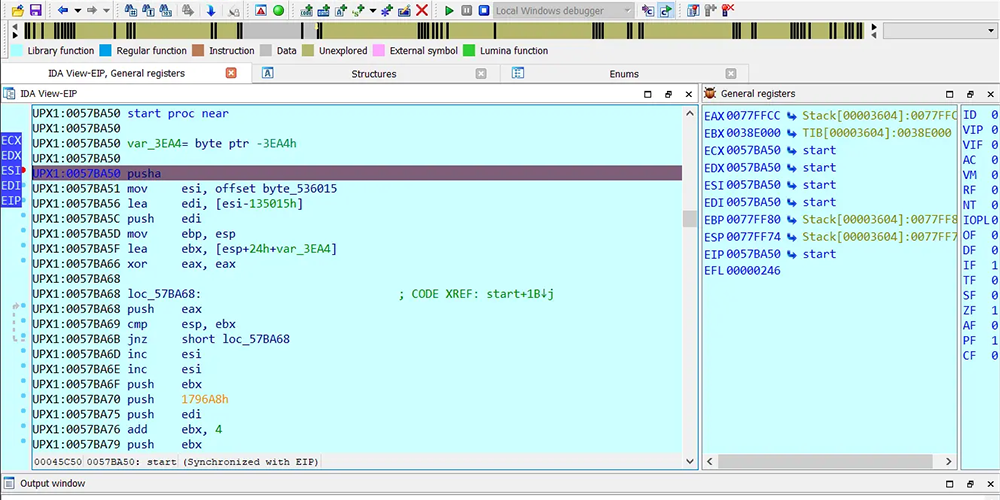 Local Windows debugger
Library function Regular function Instruction Data Unexplored External symbol Lumina function
IDA View-EIP, General registers Structures Enums
IDA View-EIP
UPX1:0057BA50 start proc near
UPX1:0057BA50
UPX1:0057BA50 var_3EA4= byte ptr -3EA4h
UPX1:0057BA50
UPX1:0057BA50 pusha
UPX1:0057BA51 mov esi, offset byte_536015
UPX1:0057BA56 lea edi, [esi-135015h]
UPX1:0057BA5C push edi
UPX1:0057BA5D mov ebp, esp
UPX1:0057BA5F lea ebx, [esp+24h+var_3EA4]
UPX1:0057BA66 xor eax, eax
UPX1:0057BA68
UPX1:0057BA68 loc_57BA68: ; CODE XREF: start+1B↓j
UPX1:0057BA68 push eax
UPX1:0057BA69 cmp esp, ebx
UPX1:0057BA6B jnz short loc_57BA68
UPX1:0057BA6D inc esi
UPX1:0057BA6E inc esi
UPX1:0057BA6F push ebx
UPX1:0057BA70 push 1796A8h
UPX1:0057BA75 push edi
UPX1:0057BA76 add ebx, 4
UPX1:0057BA79 push ebx
ECX
EDX
ESI
EDI
EIP
00045C50 0057BA50: start (Synchronized with EIP)
General registers
EAX 0077FFCC Stack[00003604]:0077FFC
EBX 0038E000 TIB[00003604]:0038E000
ECX 0057BA50 start
EDX 0057BA50 start
ESI 0057BA50 start
EDI 0057BA50 start
EBP 0077FF80 Stack[00003604]:0077FF8
ESP 0077FF74 Stack[00003604]:0077FF7
EIP 0057BA50 start
EFL 00000246
ID 0
VIP 0
VIF 0
AC 0
VM 0
RF 0
NT 0
IOPL 0
OF 0
DF 0
IF 1
TF 0
SF 0
ZF 1
AF 0
PF 1
CF 0
Output window